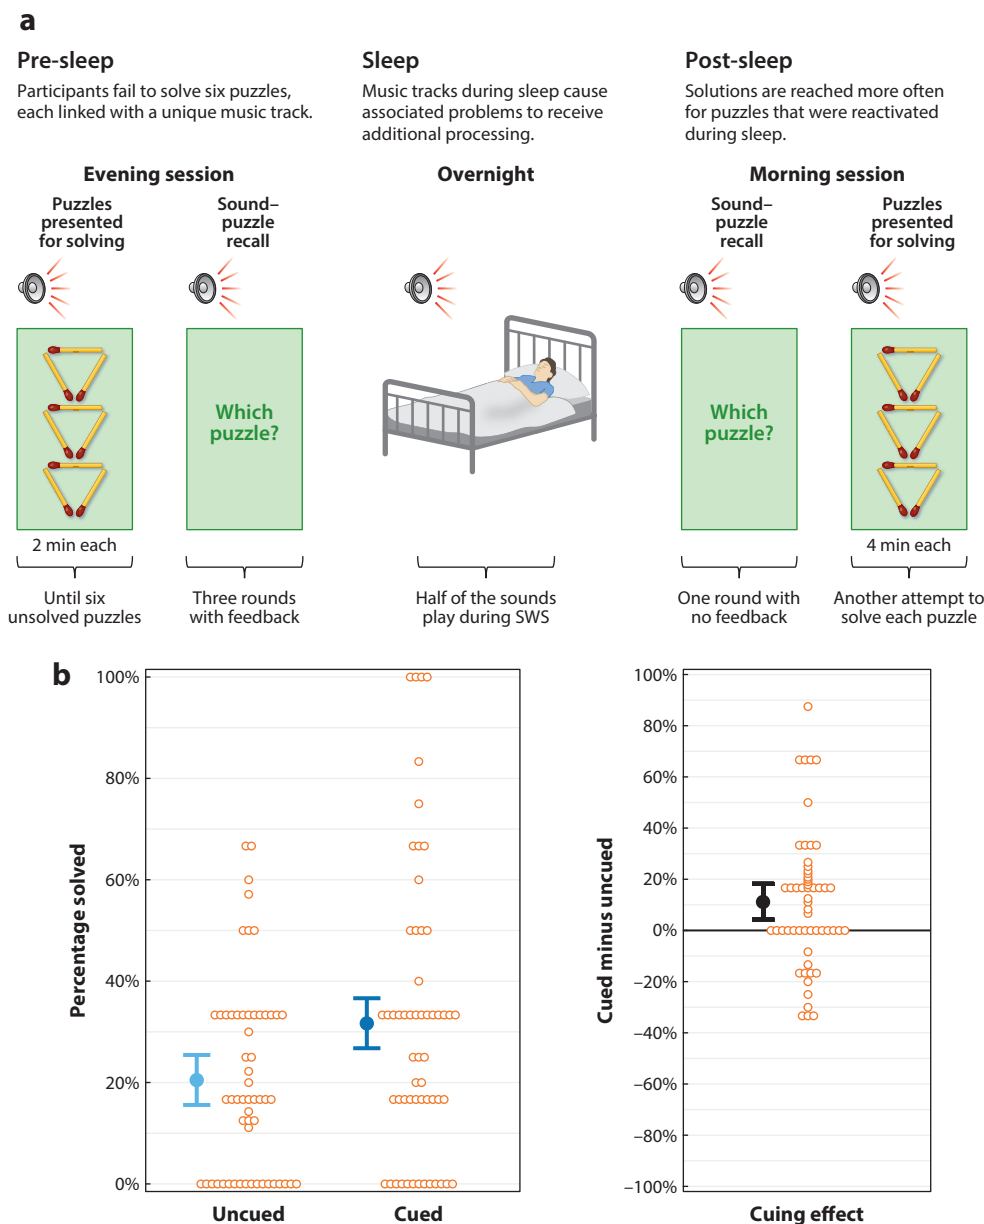 a
Pre-sleep
Participants fail to solve six puzzles,
each linked with a unique music track.
Sleep
Music tracks during sleep cause
associated problems to receive
additional processing.
Post-sleep
Solutions are reached more often
for puzzles that were reactivated
during sleep.
Evening session
Overnight
Morning session
Puzzles
presented
for solving
Sound–
puzzle
recall
Sound–
puzzle
recall
Puzzles
presented
for solving
Which
puzzle?
Which
puzzle?
2 min each
4 min each
Until six
unsolved puzzles
Three rounds
with feedback
Half of the sounds
play during SWS
One round with
no feedback
Another attempt to
solve each puzzle
b
Percentage solved
100%
80%
60%
40%
20%
0%
Uncued
Cued
Cued minus uncued
100%
80%
60%
40%
20%
0%
–20%
–40%
–60%
–80%
–100%
Cuing effect